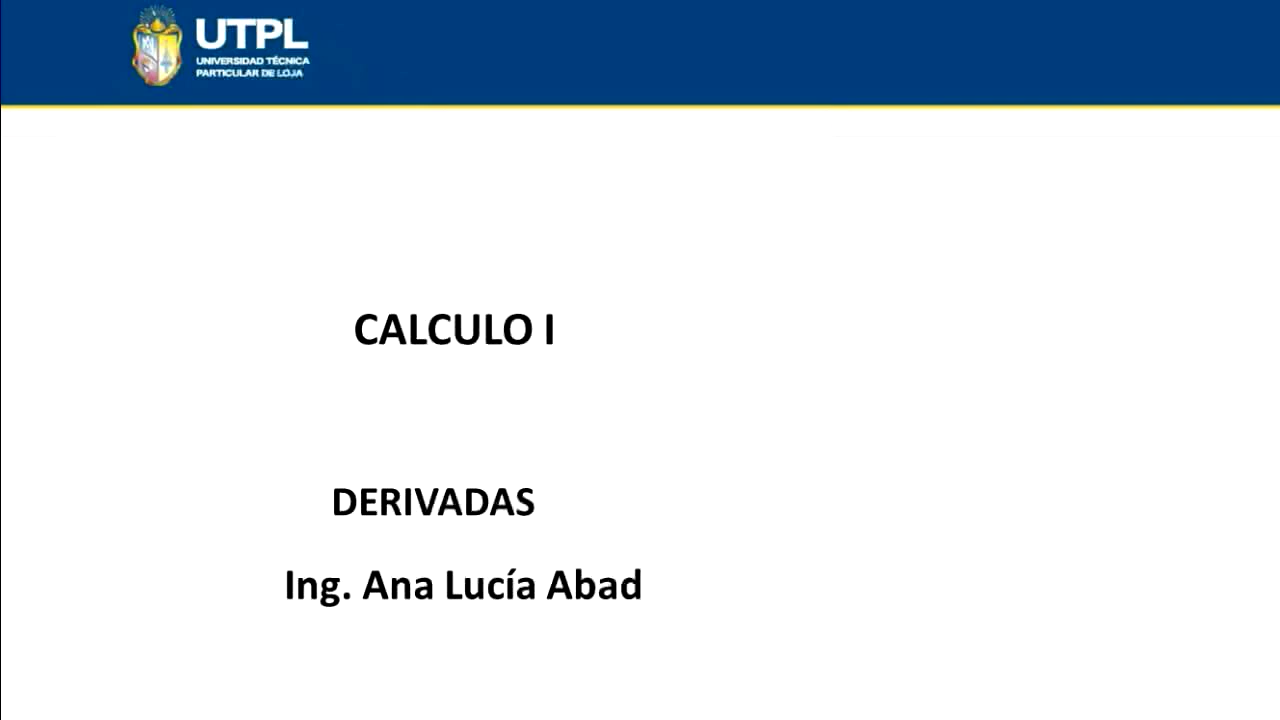 UTPL
UNIVERSIDAD TÉCNICA
PARTICULAR DE LOJA
CALCULO I
DERIVADAS
Ing. Ana Lucía Abad